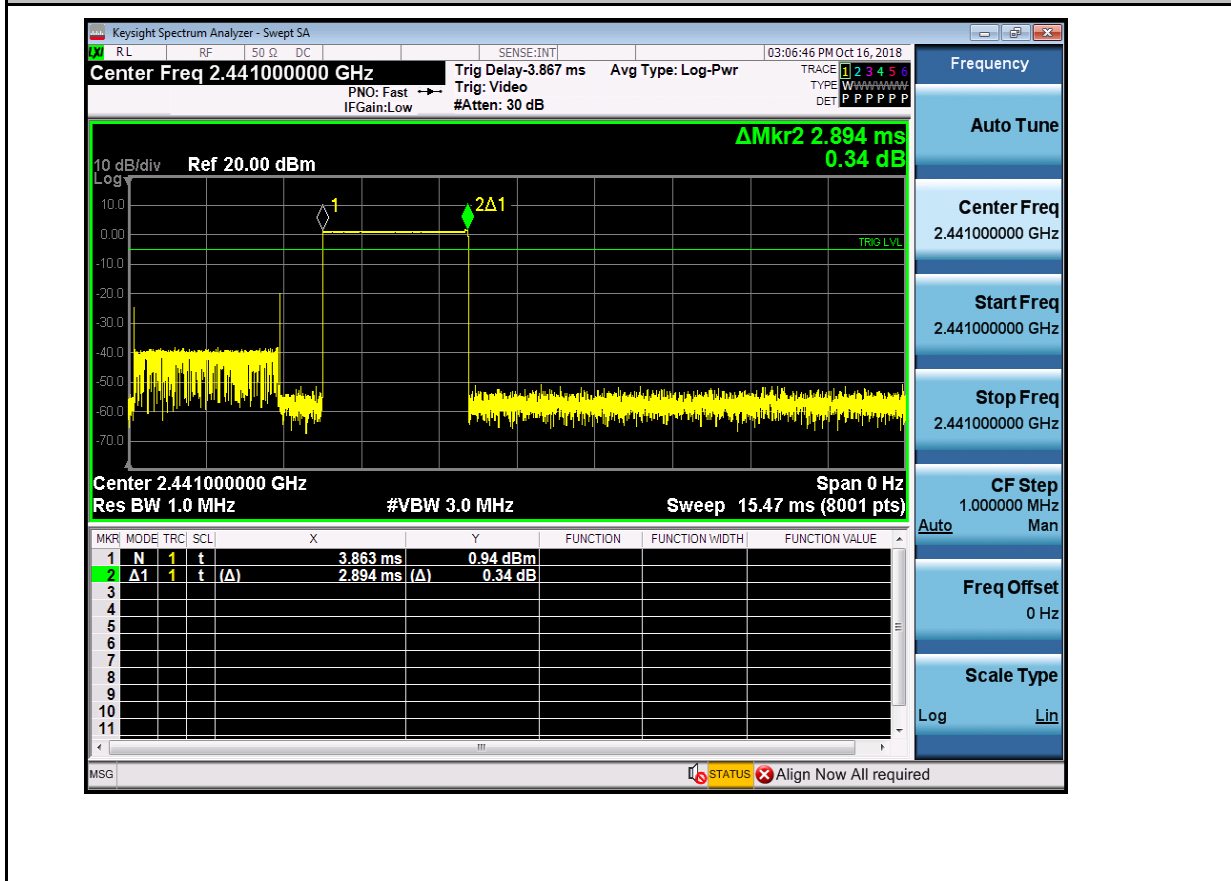 Keysight Spectrum Analyzer - Swept SA
LXI RL RF 50 Ω DC SENSE:INT 03:06:46 PM Oct 16, 2018
Center Freq 2.441000000 GHz
PNO: Fast
IFGain:Low
Trig Delay-3.867 ms
Trig: Video
#Atten: 30 dB
Avg Type: Log-Pwr
TRACE 1 2 3 4 5 6
TYPE WWWWWW
DET P P P P P P
ΔMkr2 2.894 ms
0.34 dB
10 dB/div
Log
Ref 20.00 dBm
10.0
0.00
-10.0
-20.0
-30.0
-40.0
-50.0
-60.0
-70.0
1
2Δ1
TRIG LVL
Center 2.441000000 GHz Span 0 Hz
Res BW 1.0 MHz #VBW 3.0 MHz Sweep 15.47 ms (8001 pts)
MKR MODE TRC SCL X Y FUNCTION FUNCTION WIDTH FUNCTION VALUE
1 N 1 t 3.863 ms 0.94 dBm
2 Δ1 1 t (Δ) 2.894 ms (Δ) 0.34 dB
3
4
5
6
7
8
9
10
11
MSG STATUS Align Now All required
Frequency
Auto Tune
Center Freq
2.441000000 GHz
Start Freq
2.441000000 GHz
Stop Freq
2.441000000 GHz
CF Step
1.000000 MHz
Auto Man
Freq Offset
0 Hz
Scale Type
Log Lin